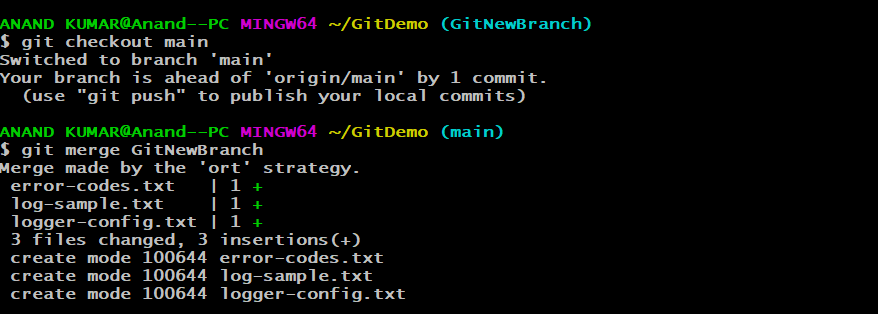 ANAND KUMAR@Anand--PC MINGW64 ~/GitDemo (GitNewBranch)
$ git checkout main
Switched to branch 'main'
Your branch is ahead of 'origin/main' by 1 commit.
  (use "git push" to publish your local commits)

ANAND KUMAR@Anand--PC MINGW64 ~/GitDemo (main)
$ git merge GitNewBranch
Merge made by the 'ort' strategy.
 error-codes.txt   | 1 +
 log-sample.txt    | 1 +
 logger-config.txt | 1 +
 3 files changed, 3 insertions(+)
 create mode 100644 error-codes.txt
 create mode 100644 log-sample.txt
 create mode 100644 logger-config.txt